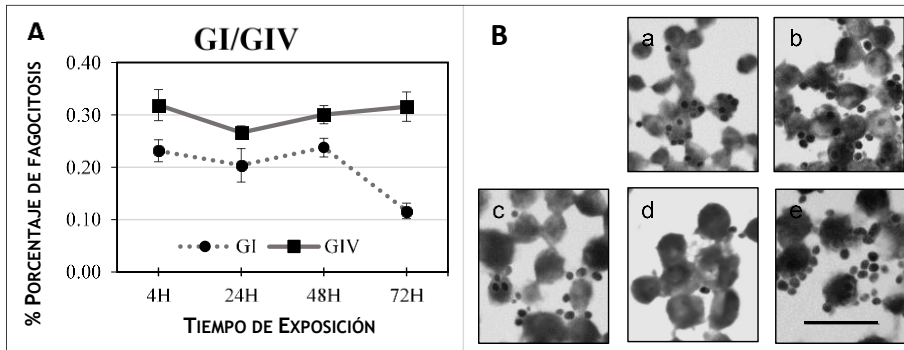 A
GI/GIV
% PORCENTAJE DE FAGOCITOSIS
0.40
0.30
0.20
0.10
0.00
GI GIV
4H 24H 48H 72H
TIEMPO DE EXPOSICIÓN
B
a b
c d e